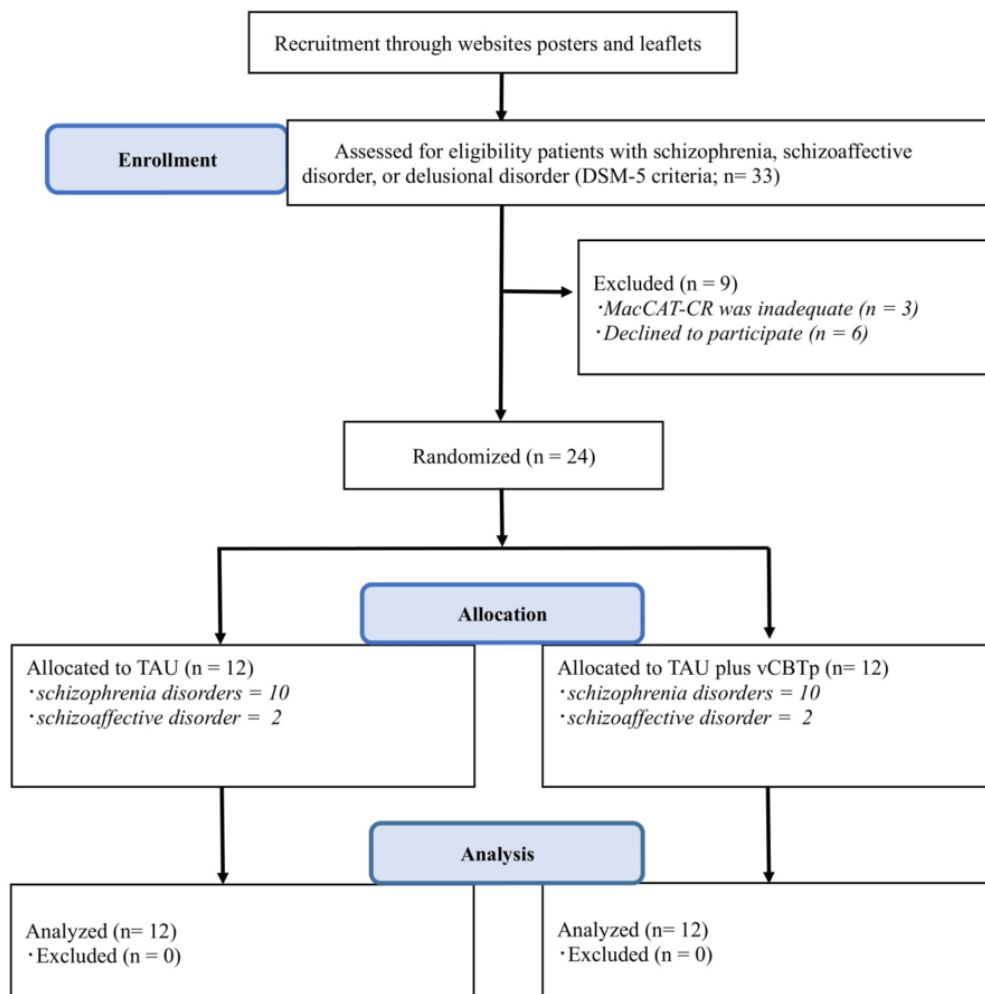 Recruitment through websites posters and leaflets
Enrollment
Assessed for eligibility patients with schizophrenia, schizoaffective
disorder, or delusional disorder (DSM-5 criteria; n= 33)
Excluded (n = 9)
·MacCAT-CR was inadequate (n = 3)
·Declined to participate (n = 6)
Randomized (n = 24)
Allocation
Allocated to TAU (n = 12)
·schizophrenia disorders = 10
·schizoaffective disorder =  2
Allocated to TAU plus vCBTp (n= 12)
·schizophrenia disorders = 10
·schizoaffective disorder =  2
Analysis
Analyzed (n= 12)
·Excluded (n = 0)
Analyzed (n= 12)
·Excluded (n = 0)